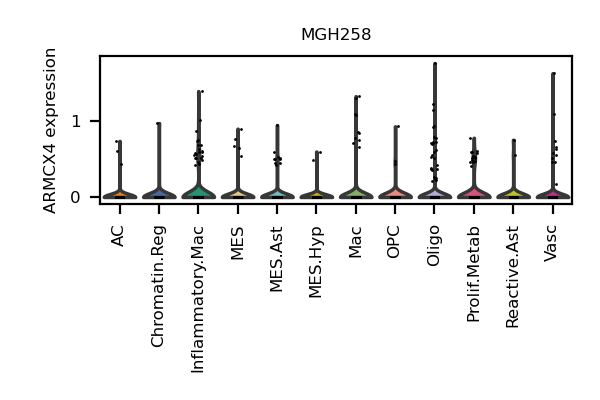 MGH258
ARMCX4 expression
1
0
AC
Chromatin.Reg
Inflammatory.Mac
MES
MES.Ast
MES.Hyp
Mac
OPC
Oligo
Prolif.Metab
Reactive.Ast
Vasc